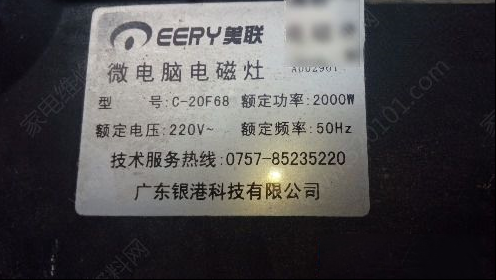 EERY美联
微电脑电磁灶 A002961
型 号:C-20F68 额定功率:2000W
额定电压:220V~ 额定频率:50Hz
技术服务热线:0757-85235220
广东银港科技有限公司